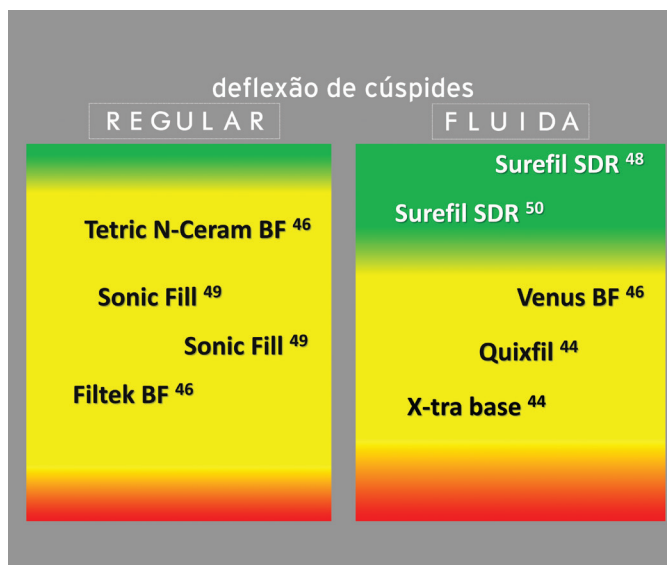 deflexão de cúspides
REGULAR
Tetric N-Ceram BF 46
Sonic Fill 49
Sonic Fill 49
Filtek BF 46
FLUIDA
Surefil SDR 48
Surefil SDR 50
Venus BF 46
Quixfil 44
X-tra base 44